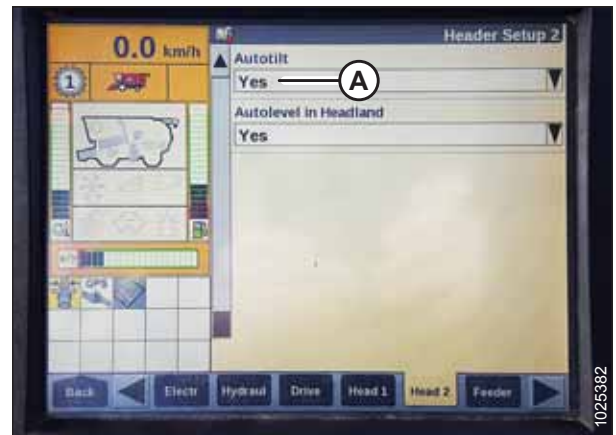 0.0 km/h
Header Setup 2
1
Autotilt
Yes
A
Autolevel in Headland
Yes
GPS
Back
Electr
Hydraul
Drive
Head 1
Head 2
Feeder
1025382